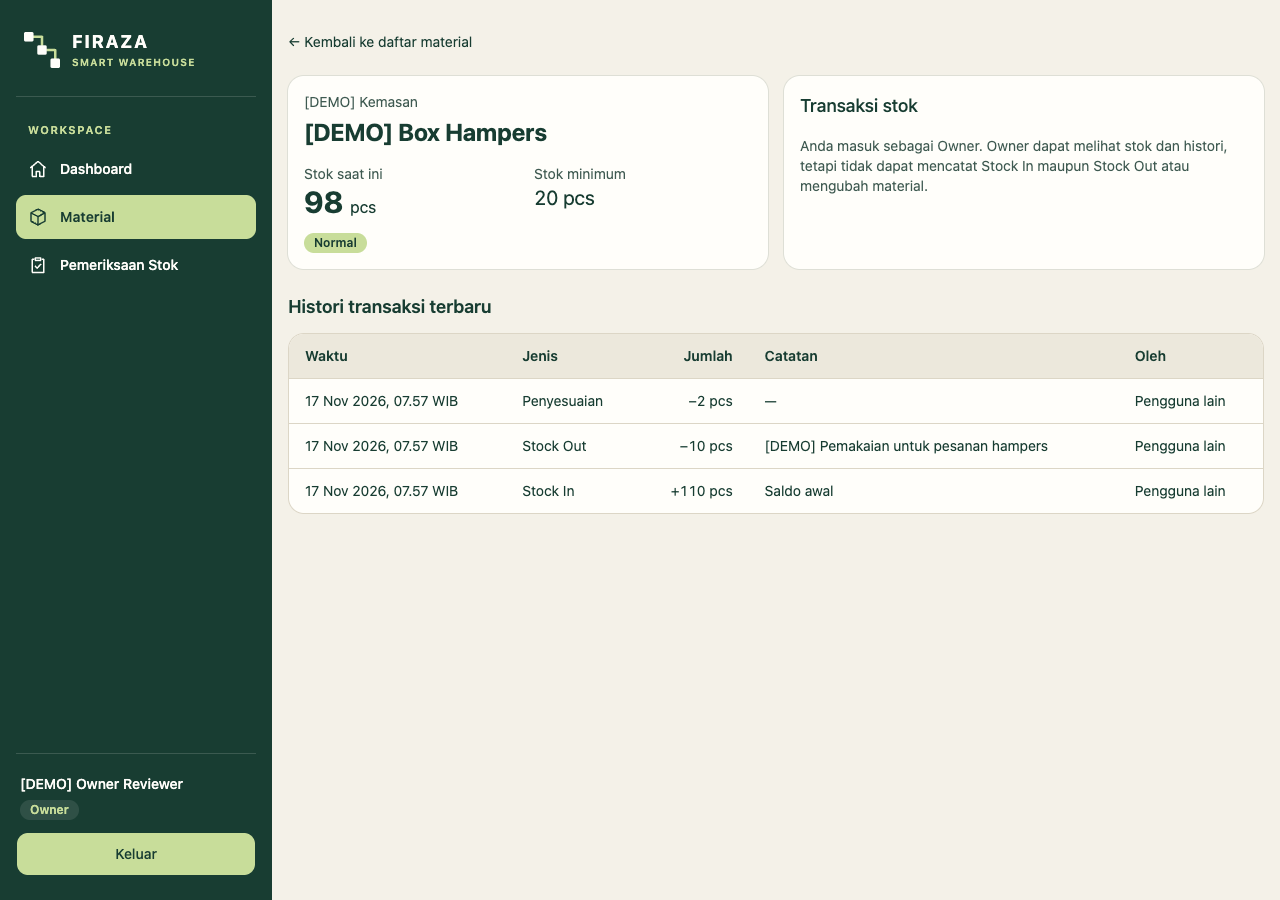 FIRAZA
SMART WAREHOUSE
WORKSPACE
Dashboard
Material
Pemeriksaan Stok
[DEMO] Owner Reviewer
Owner
Keluar
← Kembali ke daftar material
[DEMO] Kemasan
[DEMO] Box Hampers
Stok saat ini
98 pcs
Stok minimum
20 pcs
Normal
Transaksi stok
Anda masuk sebagai Owner. Owner dapat melihat stok dan histori,
tetapi tidak dapat mencatat Stock In maupun Stock Out atau
mengubah material.
Histori transaksi terbaru
Waktu Jenis Jumlah Catatan Oleh
17 Nov 2026, 07.57 WIB Penyesuaian −2 pcs — Pengguna lain
17 Nov 2026, 07.57 WIB Stock Out −10 pcs [DEMO] Pemakaian untuk pesanan hampers Pengguna lain
17 Nov 2026, 07.57 WIB Stock In +110 pcs Saldo awal Pengguna lain